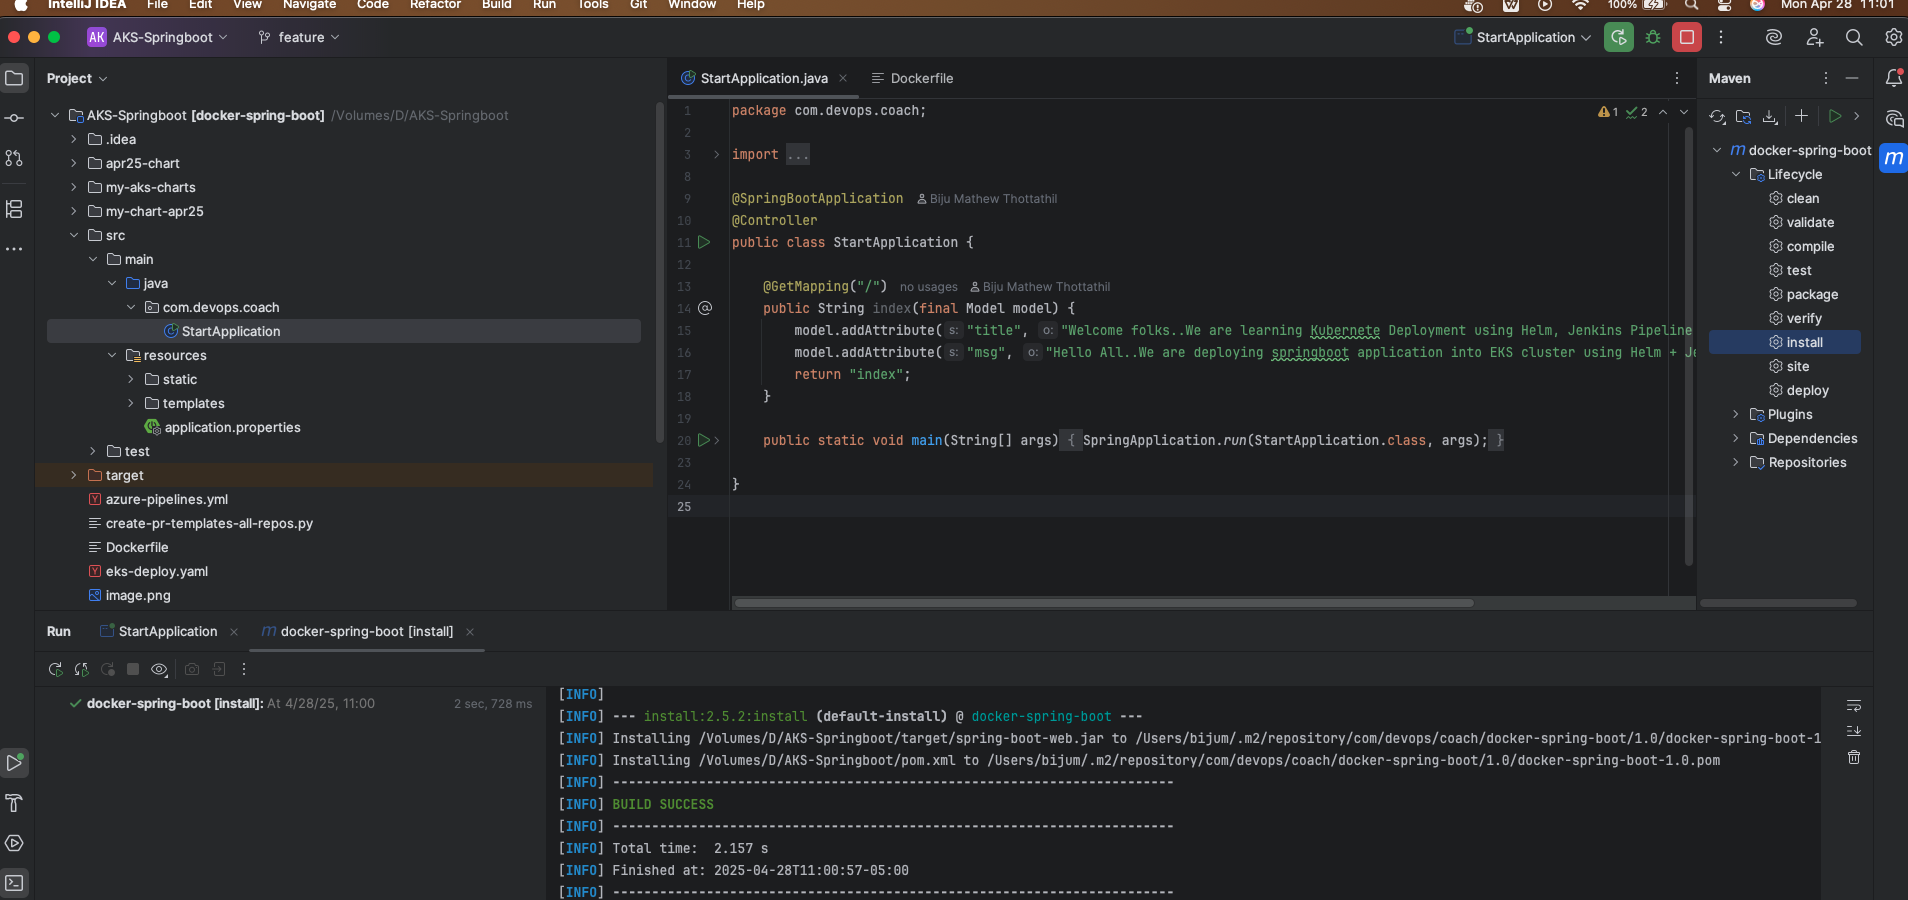 IntelliJ IDEA File Edit View Navigate Code Refactor Build Run Tools Git Window Help 100% Mon Apr 28 11:01
AK AKS-Springboot feature StartApplication
Project
AKS-Springboot [docker-spring-boot] /Volumes/D/AKS-Springboot
.idea
apr25-chart
my-aks-charts
my-chart-apr25
src
main
java
com.devops.coach
StartApplication
resources
static
templates
application.properties
test
target
azure-pipelines.yml
create-pr-templates-all-repos.py
Dockerfile
eks-deploy.yaml
image.png
StartApplication.java Dockerfile
1 package com.devops.coach; 1 2
2
3 import ...
8
9 @SpringBootApplication Biju Mathew Thottathil
10 @Controller
11 public class StartApplication {
12
13 @GetMapping("/") no usages Biju Mathew Thottathil
14 public String index(final Model model) {
15 model.addAttribute( s: "title", o: "Welcome folks..We are learning Kubernete Deployment using Helm, Jenkins Pipeline
16 model.addAttribute( s: "msg", o: "Hello All..We are deploying springboot application into EKS cluster using Helm + Je
17 return "index";
18 }
19
20 public static void main(String[] args) { SpringApplication.run(StartApplication.class, args); }
23
24 }
25
Maven
docker-spring-boot
Lifecycle
clean
validate
compile
test
package
verify
install
site
deploy
Plugins
Dependencies
Repositories
m
Run StartApplication docker-spring-boot [install]
docker-spring-boot [install]: At 4/28/25, 11:00 2 sec, 728 ms
[INFO]
[INFO] --- install:2.5.2:install (default-install) @ docker-spring-boot ---
[INFO] Installing /Volumes/D/AKS-Springboot/target/spring-boot-web.jar to /Users/bijum/.m2/repository/com/devops/coach/docker-spring-boot/1.0/docker-spring-boot-1
[INFO] Installing /Volumes/D/AKS-Springboot/pom.xml to /Users/bijum/.m2/repository/com/devops/coach/docker-spring-boot/1.0/docker-spring-boot-1.0.pom
[INFO] ------------------------------------------------------------------------
[INFO] BUILD SUCCESS
[INFO] ------------------------------------------------------------------------
[INFO] Total time:  2.157 s
[INFO] Finished at: 2025-04-28T11:00:57-05:00
[INFO] ------------------------------------------------------------------------